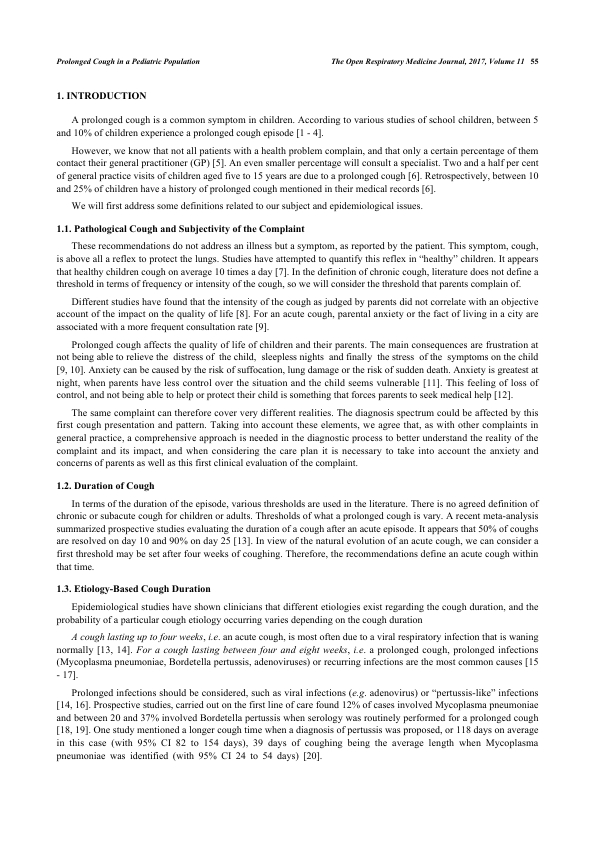 Prolonged Cough in a Pediatric Population
The Open Respiratory Medicine Journal, 2017, Volume 11 55
1. INTRODUCTION
A prolonged cough is a common symptom in children. According to various studies of school children, between 5
and 10% of children experience a prolonged cough episode [1 - 4].
However, we know that not all patients with a health problem complain, and that only a certain percentage of them
contact their general practitioner (GP) [5]. An even smaller percentage will consult a specialist. Two and a half per cent
of general practice visits of children aged five to 15 years are due to a prolonged cough [6]. Retrospectively, between 10
and 25% of children have a history of prolonged cough mentioned in their medical records [6].
We will first address some definitions related to our subject and epidemiological issues.
1.1. Pathological Cough and Subjectivity of the Complaint
These recommendations do not address an illness but a symptom, as reported by the patient. This symptom, cough,
is above all a reflex to protect the lungs. Studies have attempted to quantify this reflex in “healthy” children. It appears
that healthy children cough on average 10 times a day [7]. In the definition of chronic cough, literature does not define a
threshold in terms of frequency or intensity of the cough, so we will consider the threshold that parents complain of.
Different studies have found that the intensity of the cough as judged by parents did not correlate with an objective
account of the impact on the quality of life [8]. For an acute cough, parental anxiety or the fact of living in a city are
associated with a more frequent consultation rate [9].
Prolonged cough affects the quality of life of children and their parents. The main consequences are frustration at
not being able to relieve the distress of the child, sleepless nights and finally the stress of the symptoms on the child
[9, 10]. Anxiety can be caused by the risk of suffocation, lung damage or the risk of sudden death. Anxiety is greatest at
night, when parents have less control over the situation and the child seems vulnerable [11]. This feeling of loss of
control, and not being able to help or protect their child is something that forces parents to seek medical help [12].
The same complaint can therefore cover very different realities. The diagnosis spectrum could be affected by this
first cough presentation and pattern. Taking into account these elements, we agree that, as with other complaints in
general practice, a comprehensive approach is needed in the diagnostic process to better understand the reality of the
complaint and its impact, and when considering the care plan it is necessary to take into account the anxiety and
concerns of parents as well as this first clinical evaluation of the complaint.
1.2. Duration of Cough
In terms of the duration of the episode, various thresholds are used in the literature. There is no agreed definition of
chronic or subacute cough for children or adults. Thresholds of what a prolonged cough is vary. A recent meta-analysis
summarized prospective studies evaluating the duration of a cough after an acute episode. It appears that 50% of coughs
are resolved on day 10 and 90% on day 25 [13]. In view of the natural evolution of an acute cough, we can consider a
first threshold may be set after four weeks of coughing. Therefore, the recommendations define an acute cough within
that time.
1.3. Etiology-Based Cough Duration
Epidemiological studies have shown clinicians that different etiologies exist regarding the cough duration, and the
probability of a particular cough etiology occurring varies depending on the cough duration
A cough lasting up to four weeks, i.e. an acute cough, is most often due to a viral respiratory infection that is waning
normally [13, 14]. For a cough lasting between four and eight weeks, i.e. a prolonged cough, prolonged infections
(Mycoplasma pneumoniae, Bordetella pertussis, adenoviruses) or recurring infections are the most common causes [15
- 17].
Prolonged infections should be considered, such as viral infections (e.g. adenovirus) or “pertussis-like” infections
[14, 16]. Prospective studies, carried out on the first line of care found 12% of cases involved Mycoplasma pneumoniae
and between 20 and 37% involved Bordetella pertussis when serology was routinely performed for a prolonged cough
[18, 19]. One study mentioned a longer cough time when a diagnosis of pertussis was proposed, or 118 days on average
in this case (with 95% CI 82 to 154 days), 39 days of coughing being the average length when Mycoplasma
pneumoniae was identified (with 95% CI 24 to 54 days) [20].